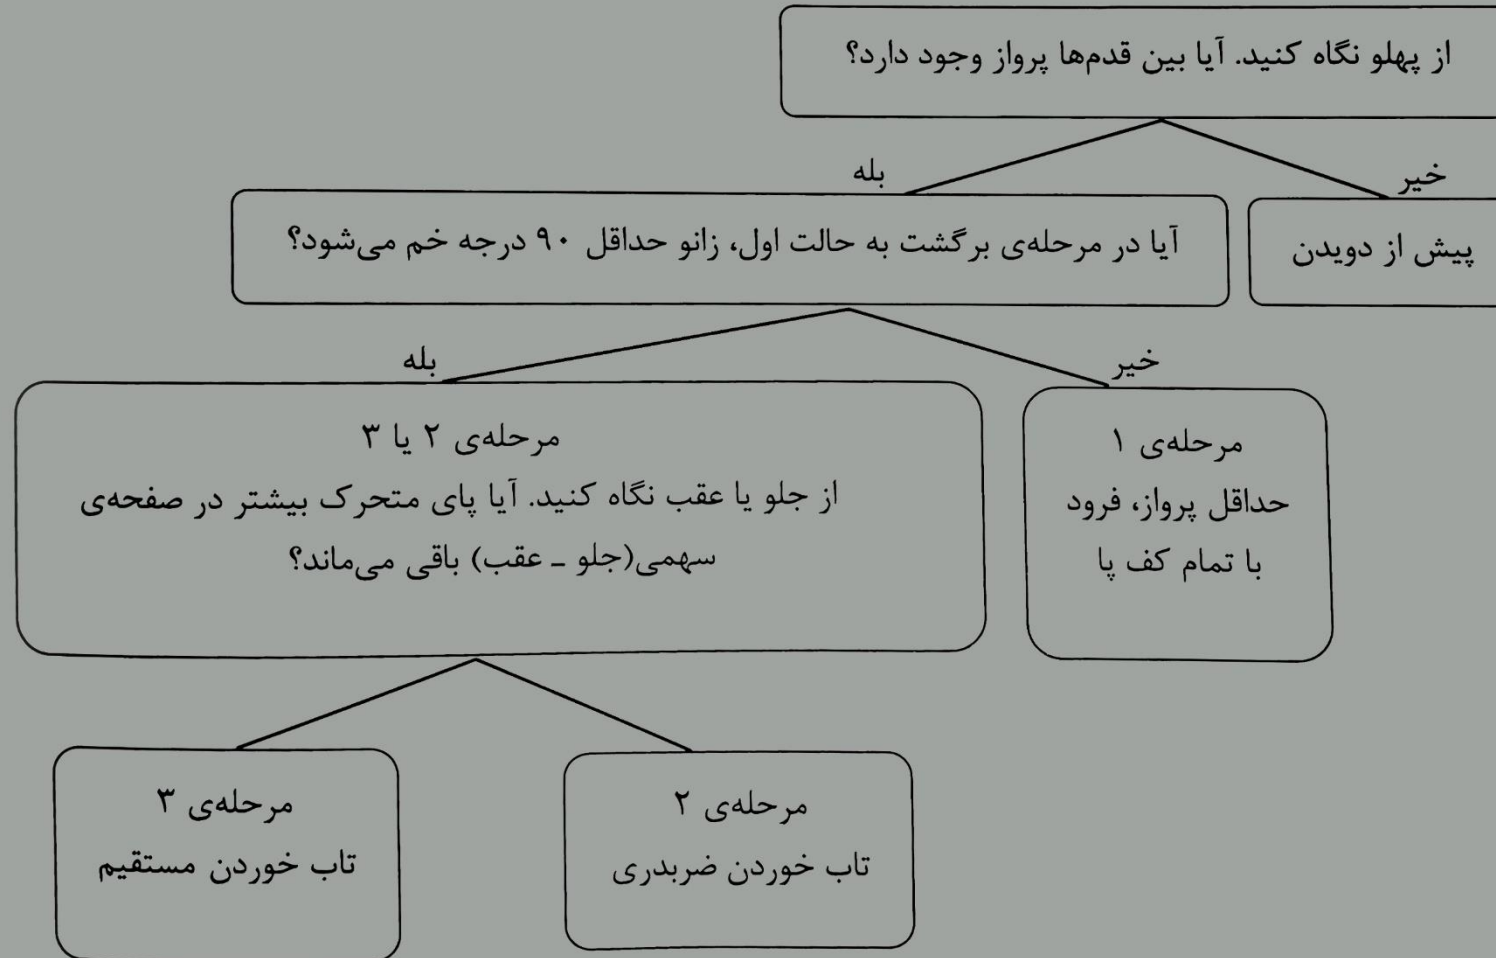 از پهلو نگاه کنید. آیا بین قدم‌ها پرواز وجود دارد؟
خیر
بله
پیش از دویدن
آیا در مرحله‌ی برگشت به حالت اول، زانو حداقل ۹۰ درجه خم می‌شود؟
خیر
بله
مرحله‌ی ۱
حداقل پرواز، فرود
با تمام کف پا
مرحله‌ی ۲ یا ۳
از جلو یا عقب نگاه کنید. آیا پای متحرک بیشتر در صفحه‌ی
سهمی(جلو - عقب) باقی می‌ماند؟
مرحله‌ی ۲
تاب خوردن ضربدری
مرحله‌ی ۳
تاب خوردن مستقیم